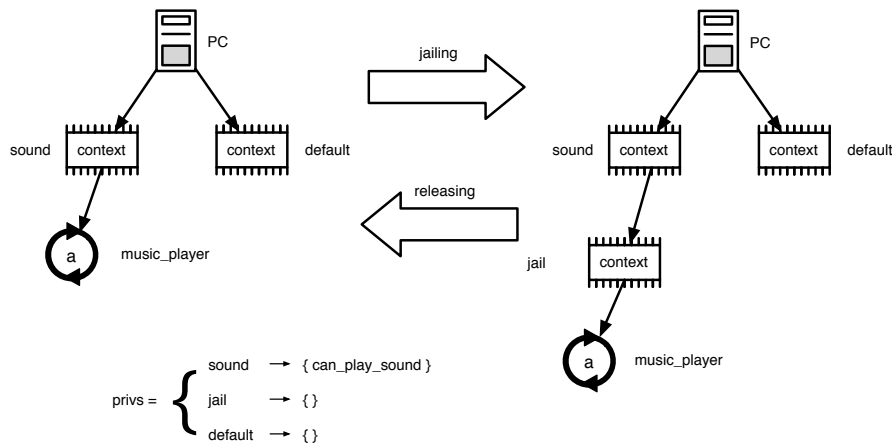 PC
jailing
PC
sound
context
context
default
sound
context
context
default
releasing
a
music_player
jail
context
a
music_player
privs = {
sound → { can_play_sound }
jail → { }
default → { }